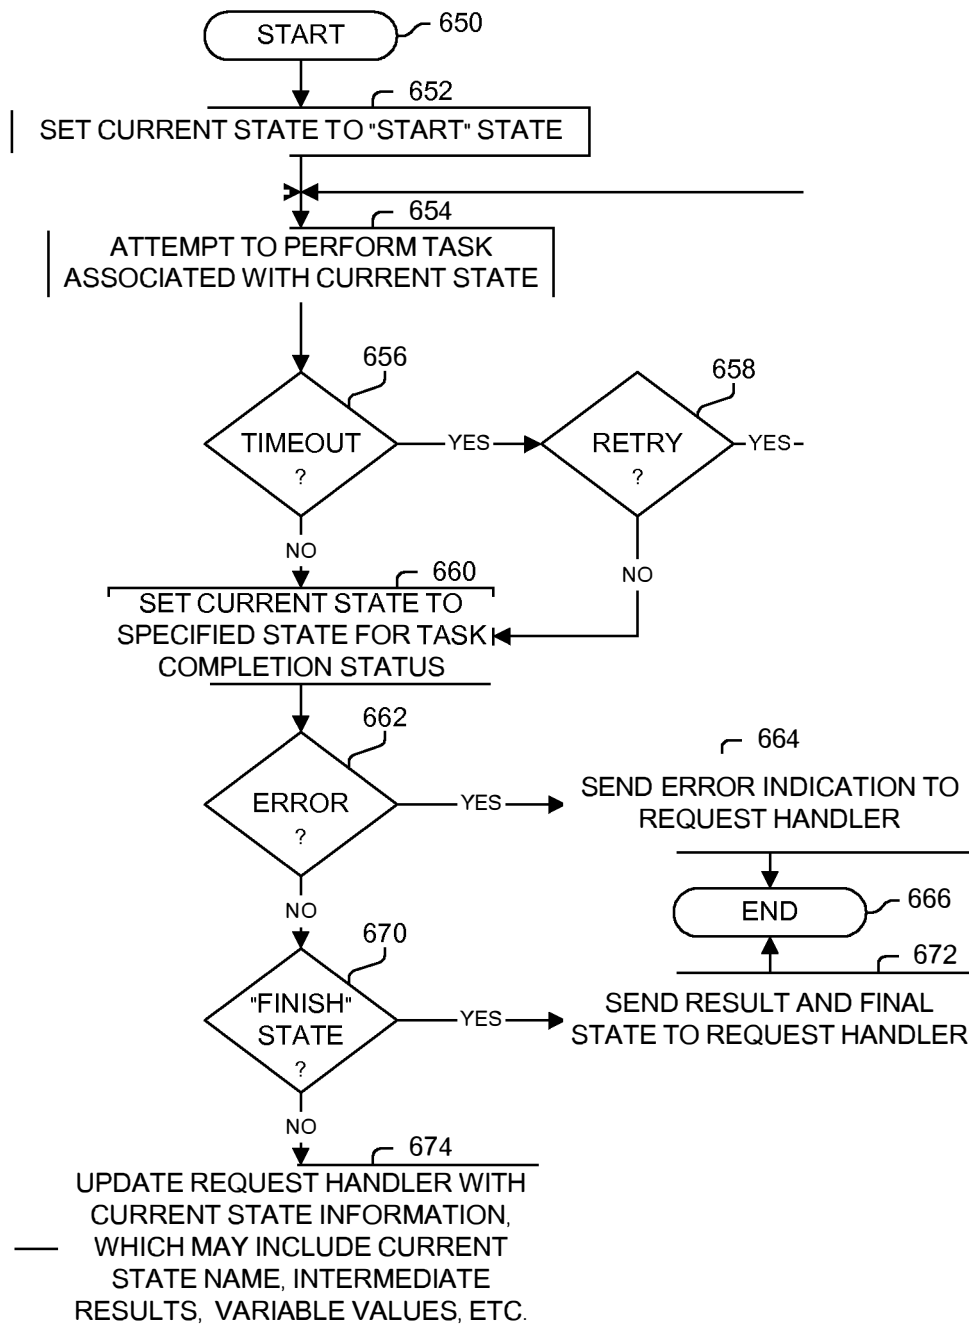 START
650
652
SET CURRENT STATE TO "START" STATE
654
ATTEMPT TO PERFORM TASK
ASSOCIATED WITH CURRENT STATE
656
TIMEOUT
?
YES
658
RETRY
?
YES
NO
NO
660
SET CURRENT STATE TO
SPECIFIED STATE FOR TASK
COMPLETION STATUS
662
ERROR
?
YES
664
SEND ERROR INDICATION TO
REQUEST HANDLER
END
666
NO
670
"FINISH"
STATE
?
YES
672
SEND RESULT AND FINAL
STATE TO REQUEST HANDLER
NO
674
UPDATE REQUEST HANDLER WITH
CURRENT STATE INFORMATION,
WHICH MAY INCLUDE CURRENT
STATE NAME, INTERMEDIATE
RESULTS, VARIABLE VALUES, ETC.